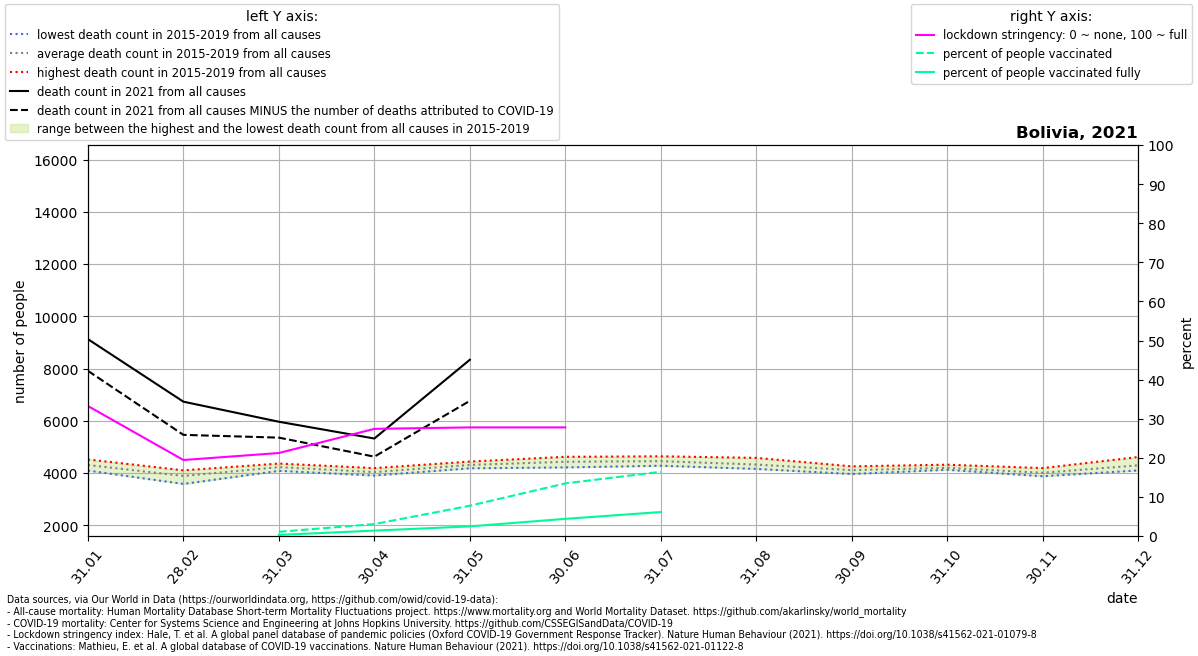 left Y axis:
lowest death count in 2015-2019 from all causes
average death count in 2015-2019 from all causes
highest death count in 2015-2019 from all causes
death count in 2021 from all causes
death count in 2021 from all causes MINUS the number of deaths attributed to COVID-19
range between the highest and the lowest death count from all causes in 2015-2019
right Y axis:
lockdown stringency: 0 ~ none, 100 ~ full
percent of people vaccinated
percent of people vaccinated fully
Bolivia, 2021
number of people
16000
14000
12000
10000
8000
6000
4000
2000
100
90
80
70
60
50
40
30
20
10
0
percent
31.01
28.02
31.03
30.04
31.05
30.06
31.07
31.08
30.09
31.10
30.11
31.12
date
Data sources, via Our World in Data (https://ourworldindata.org, https://github.com/owid/covid-19-data):
- All-cause mortality: Human Mortality Database Short-term Mortality Fluctuations project. https://www.mortality.org and World Mortality Dataset. https://github.com/akarlinsky/world_mortality
- COVID-19 mortality: Center for Systems Science and Engineering at Johns Hopkins University. https://github.com/CSSEGISandData/COVID-19
- Lockdown stringency index: Hale, T. et al. A global panel database of pandemic policies (Oxford COVID-19 Government Response Tracker). Nature Human Behaviour (2021). https://doi.org/10.1038/s41562-021-01079-8
- Vaccinations: Mathieu, E. et al. A global database of COVID-19 vaccinations. Nature Human Behaviour (2021). https://doi.org/10.1038/s41562-021-01122-8